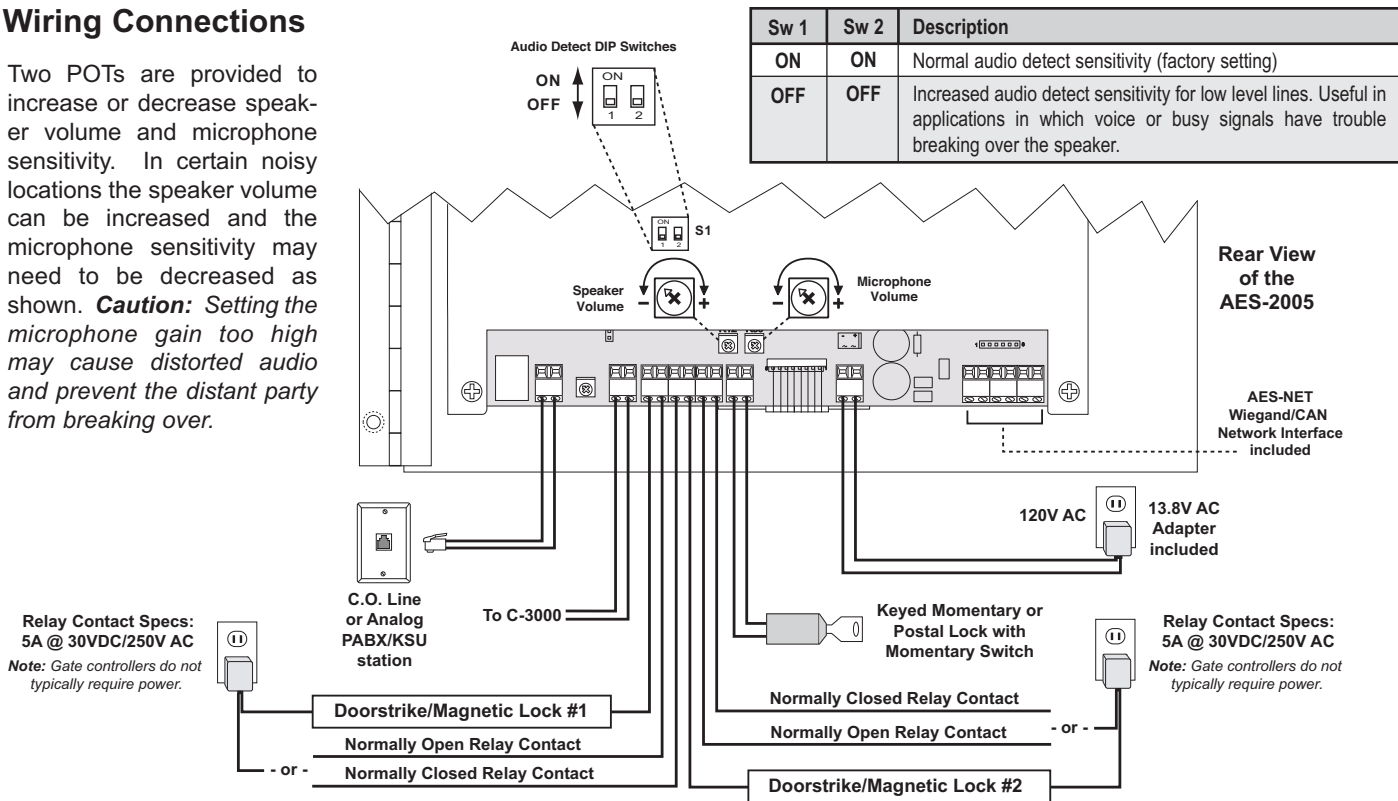 Wiring Connections
Two POTs are provided to
increase or decrease speak-
er volume and microphone
sensitivity. In certain noisy
locations the speaker volume
can be increased and the
microphone sensitivity may
need to be decreased as
shown. Caution: Setting the
microphone gain too high
may cause distorted audio
and prevent the distant party
from breaking over.
Audio Detect DIP Switches
ON
OFF
ON
1 2
Sw 1 Sw 2 Description
ON ON Normal audio detect sensitivity (factory setting)
OFF OFF Increased audio detect sensitivity for low level lines. Useful in
applications in which voice or busy signals have trouble
breaking over the speaker.
ON
1 2
S1
Speaker
Volume
- +
Microphone
Volume
- +
Rear View
of the
AES-2005
1 8
- +
~ ~
AES-NET
Wiegand/CAN
Network Interface
included
120V AC
13.8V AC
Adapter
included
C.O. Line
or Analog
PABX/KSU
station
To C-3000
Keyed Momentary or
Postal Lock with
Momentary Switch
Relay Contact Specs:
5A @ 30VDC/250V AC
Note: Gate controllers do not
typically require power.
Doorstrike/Magnetic Lock #1
Normally Open Relay Contact
- or -
Normally Closed Relay Contact
Relay Contact Specs:
5A @ 30VDC/250V AC
Note: Gate controllers do not
typically require power.
Normally Closed Relay Contact
- or -
Normally Open Relay Contact
Doorstrike/Magnetic Lock #2